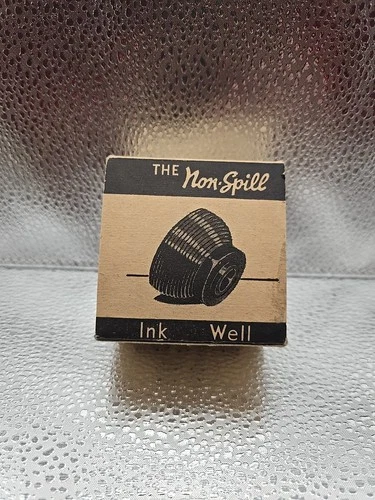 THE Non-Spill
Ink Well